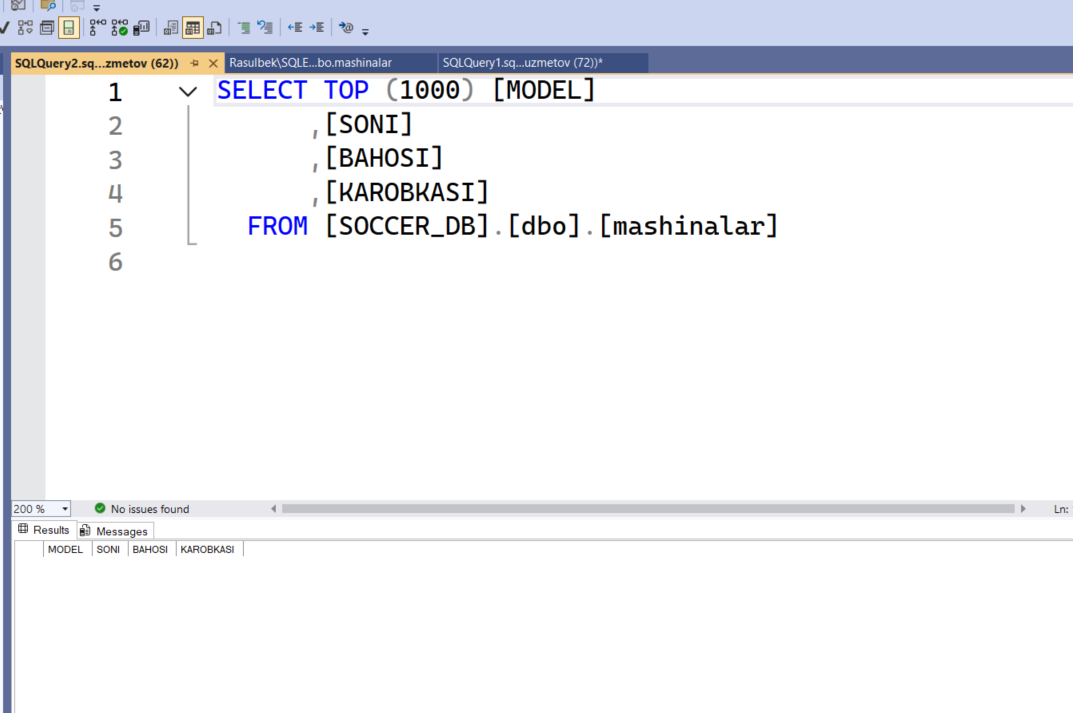 SQLQuery2.sq...zmetov (62))
Rasulbek\SQLE...bo.mashinalar
SQLQuery1.sq...uzmetov (72))*
1 SELECT TOP (1000) [MODEL]
2 ,[SONI]
3 ,[BAHOSI]
4 ,[KAROBKASI]
5 FROM [SOCCER_DB].[dbo].[mashinalar]
6
200 % No issues found Ln:
Results Messages
MODEL SONI BAHOSI KAROBKASI